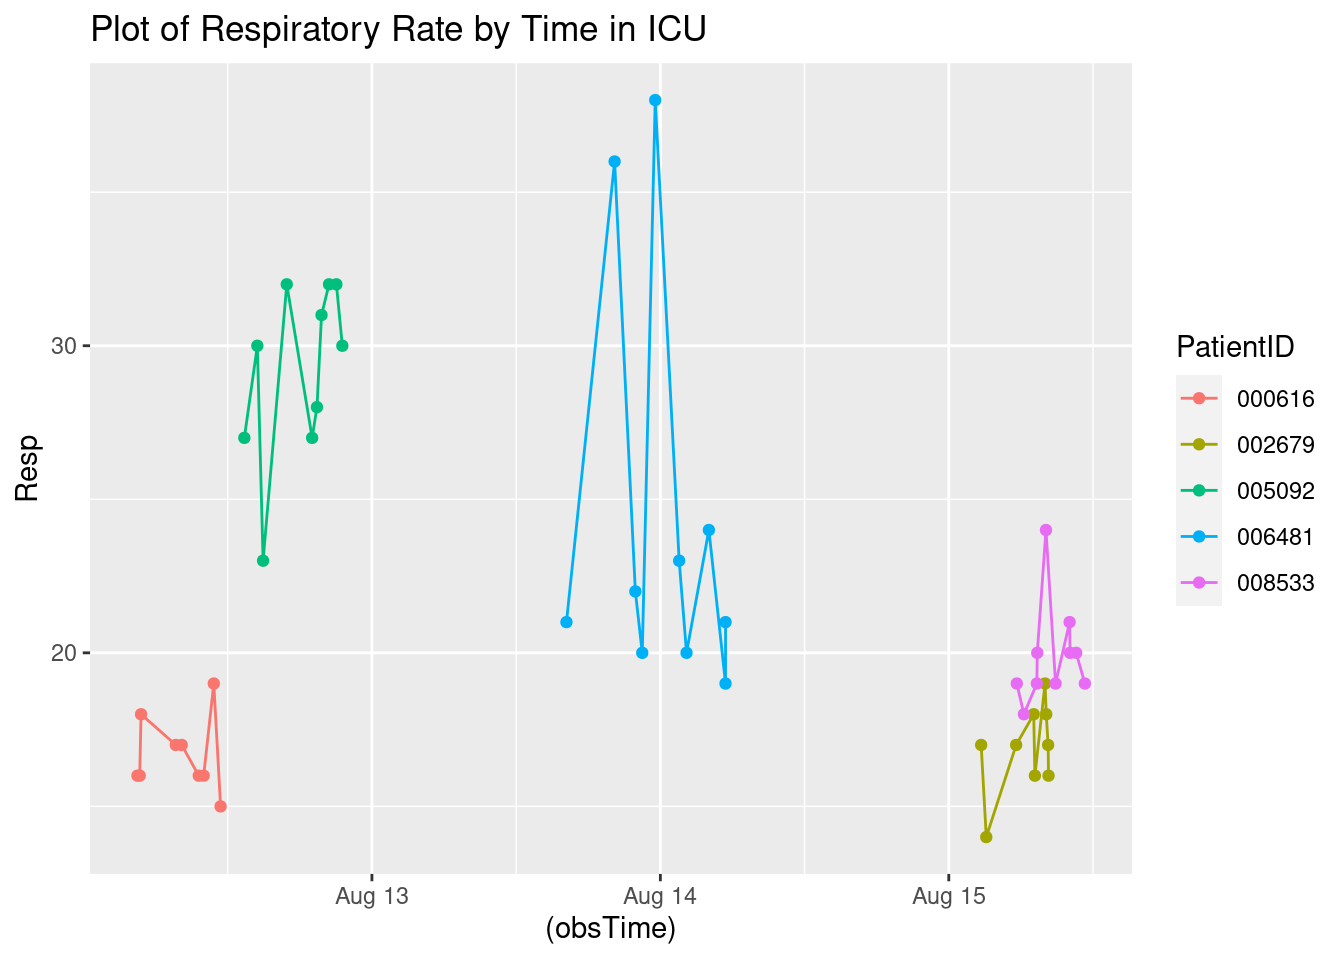 Plot of Respiratory Rate by Time in ICU
Resp
30
20
Aug 13
Aug 14
Aug 15
(obsTime)
PatientID
000616
002679
005092
006481
008533